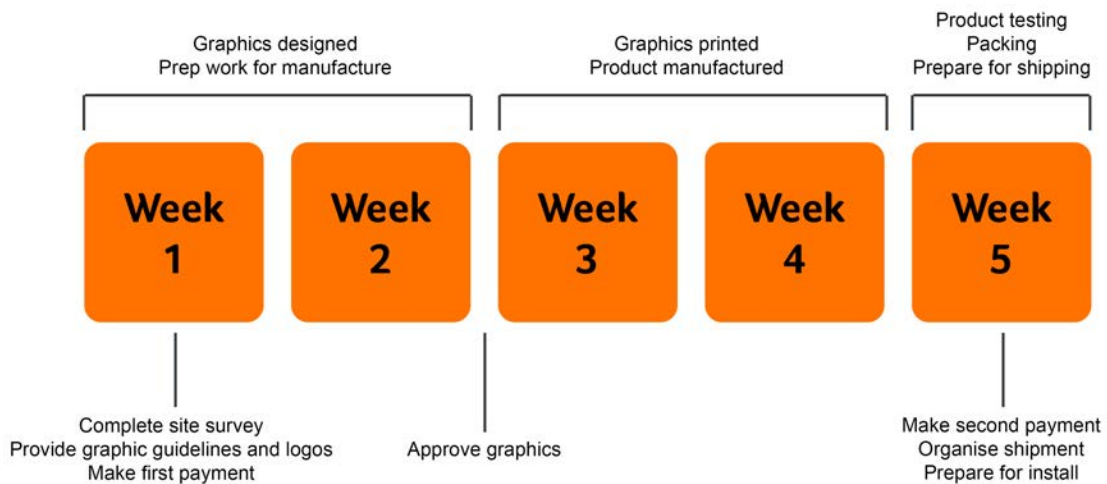 Graphics designed
Prep work for manufacture
Graphics printed
Product manufactured
Product testing
Packing
Prepare for shipping
Week
1
Week
2
Week
3
Week
4
Week
5
Complete site survey
Provide graphic guidelines and logos
Make first payment
Approve graphics
Make second payment
Organise shipment
Prepare for install